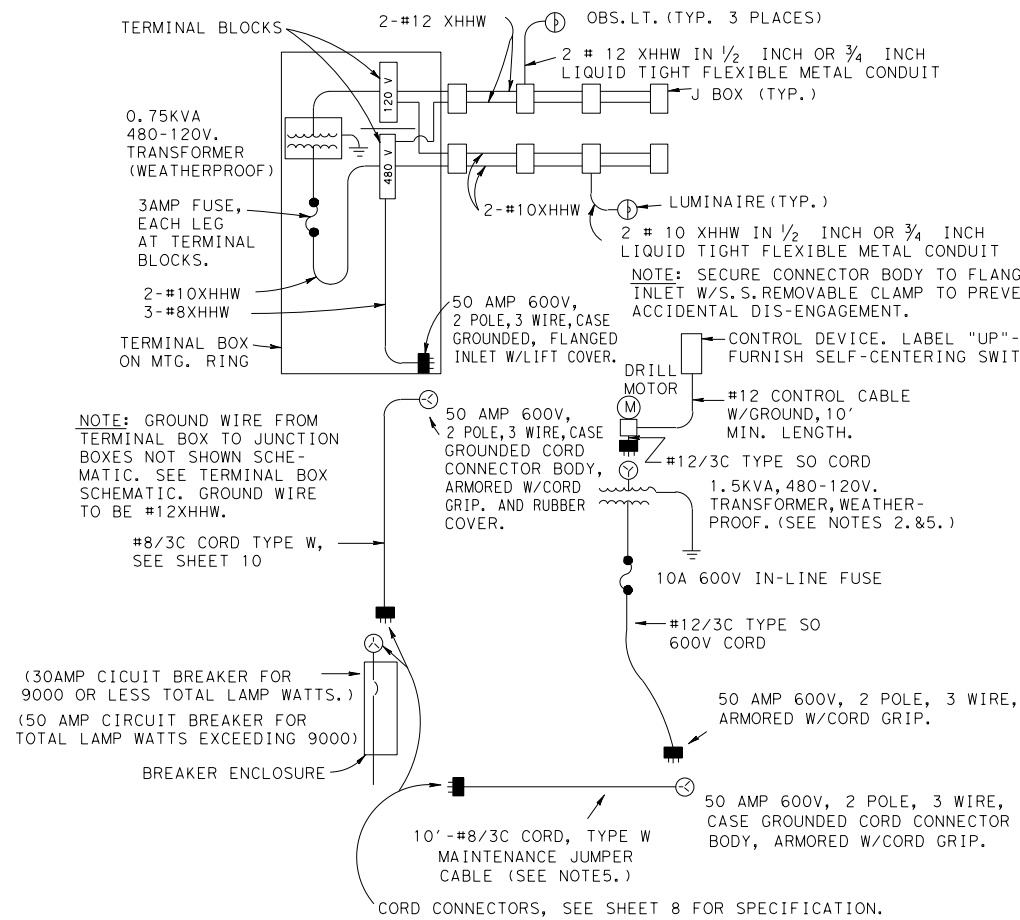 TERMINAL BLOCKS
2-#12 XHHW
OBS.LT.(TYP. 3 PLACES)
2 # 12 XHHW IN 1/2 INCH OR 3/4 INCH
LIQUID TIGHT FLEXIBLE METAL CONDUIT
J BOX (TYP.)
120 V
480 V
0.75KVA
480-120V.
TRANSFORMER
(WEATHERPROOF)
3AMP FUSE,
EACH LEG
AT TERMINAL
BLOCKS.
2-#10XHHW
LUMINAIRE(TYP.)
2 # 10 XHHW IN 1/2 INCH OR 3/4 INCH
LIQUID TIGHT FLEXIBLE METAL CONDUIT
NOTE: SECURE CONNECTOR BODY TO FLANG
INLET W/S.S.REMOVABLE CLAMP TO PREVE
ACCIDENTAL DIS-ENGAGEMENT.
2-#10XHHW
3-#8XHHW
TERMINAL BOX
ON MTG. RING
50 AMP 600V,
2 POLE,3 WIRE,CASE
GROUNDED, FLANGED
INLET W/LIFT COVER.
CONTROL DEVICE. LABEL "UP"-
FURNISH SELF-CENTERING SWIT
DRILL
MOTOR
M
#12 CONTROL CABLE
W/GROUND,10'
MIN. LENGTH.
NOTE: GROUND WIRE FROM
TERMINAL BOX TO JUNCTION
BOXES NOT SHOWN SCHE-
MATIC. SEE TERMINAL BOX
SCHEMATIC. GROUND WIRE
TO BE #12XHHW.
50 AMP 600V,
2 POLE,3 WIRE,CASE
GROUNDED CORD
CONNECTOR BODY,
ARMORED W/CORD
GRIP. AND RUBBER
COVER.
#12/3C TYPE SO CORD
1.5KVA,480-120V.
TRANSFORMER,WEATHER-
PROOF.(SEE NOTES 2.&5.)
#8/3C CORD TYPE W,
SEE SHEET 10
10A 600V IN-LINE FUSE
#12/3C TYPE SO
600V CORD
(30AMP CICUIT BREAKER FOR
9000 OR LESS TOTAL LAMP WATTS.)
(50 AMP CIRCUIT BREAKER FOR
TOTAL LAMP WATTS EXCEEDING 9000)
BREAKER ENCLOSURE
50 AMP 600V, 2 POLE, 3 WIRE,
ARMORED W/CORD GRIP.
50 AMP 600V, 2 POLE, 3 WIRE,
CASE GROUNDED CORD CONNECTOR
BODY, ARMORED W/CORD GRIP.
10'-#8/3C CORD, TYPE W
MAINTENANCE JUMPER
CABLE (SEE NOTE5.)
CORD CONNECTORS, SEE SHEET 8 FOR SPECIFICATION.